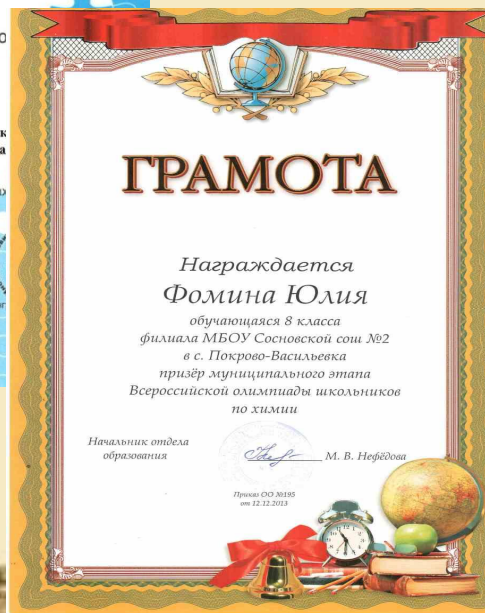 ГРАМОТА
Награждается
Фомина Юлия
обучающаяся 8 класса
филиала МБОУ Сосновской сош №2
в с. Покрово-Васильевка
призёр муниципального этапа
Всероссийской олимпиады школьников
по химии
Начальник отдела
образования
М. В. Нефёдова
Приказ ОО №195
от 12.12.2013